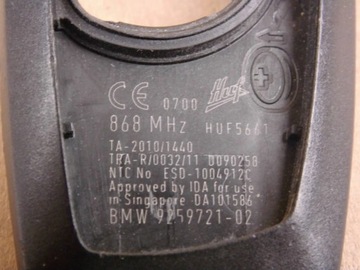 CE 0700 Huf
868 MHz HUF5661
TA-2010/1440
TRA-R/0032/11 0090258
NTC No ESD-1004912C
Approved by IDA for use
in Singapore DA101586
BMW 9259721-02